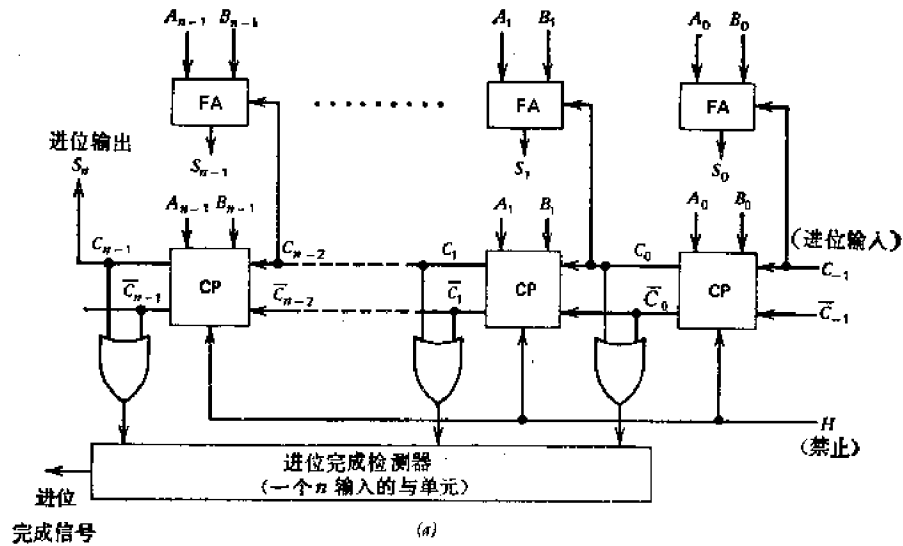 A_{n-1} B_{n-1} A_1 B_1 A_0 B_0
FA ········· FA FA
进位输出
S_n S_{n-1} S_1 S_0
A_{n-1} B_{n-1} A_1 B_1 A_0 B_0
(进位输入)
C_{n-1} CP C_{n-2} C_1 CP C_0 CP C_{-1}
\overline{C}_{n-1} \overline{C}_{n-2} \overline{C}_1 \overline{C}_0 \overline{C}_{-1}
H
(禁止)
进位完成检测器
(一个n输入的与单元)
进位
完成信号
(a)